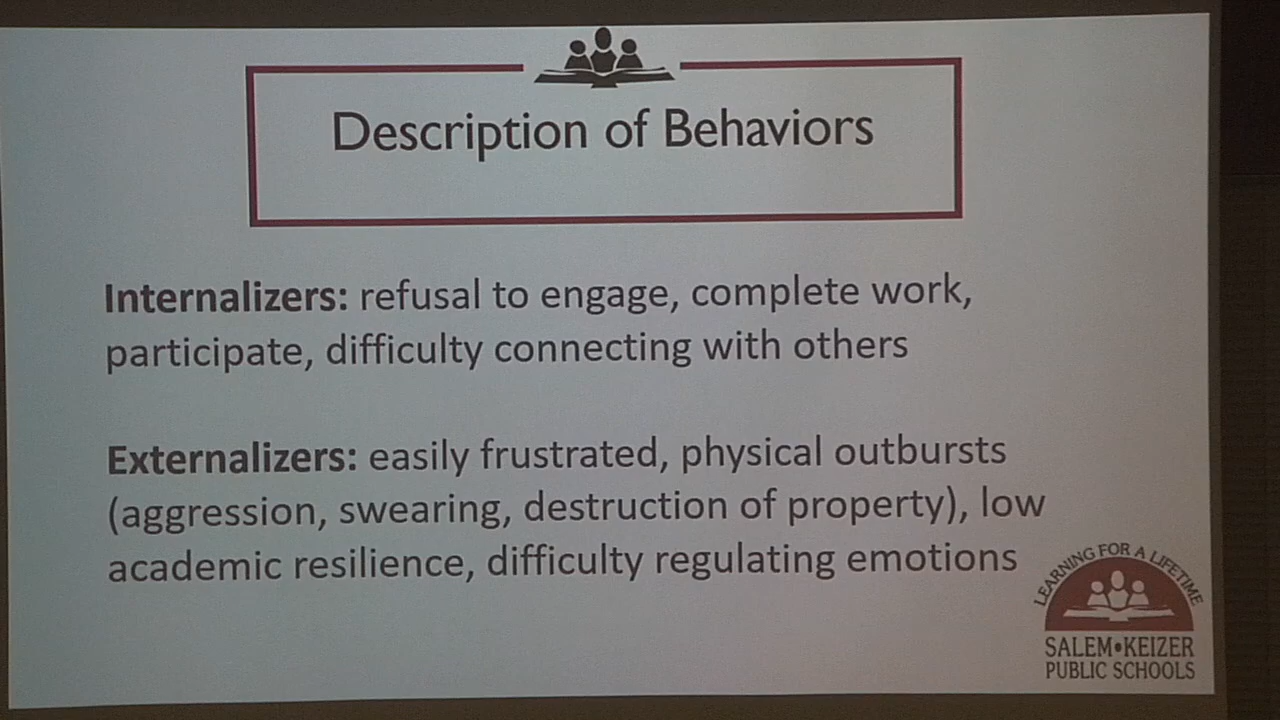 Description of Behaviors
Internalizers: refusal to engage, complete work,
participate, difficulty connecting with others
Externalizers: easily frustrated, physical outbursts
(aggression, swearing, destruction of property), low
academic resilience, difficulty regulating emotions
LEARNING FOR A LIFETIME
SALEM•KEIZER
PUBLIC SCHOOLS